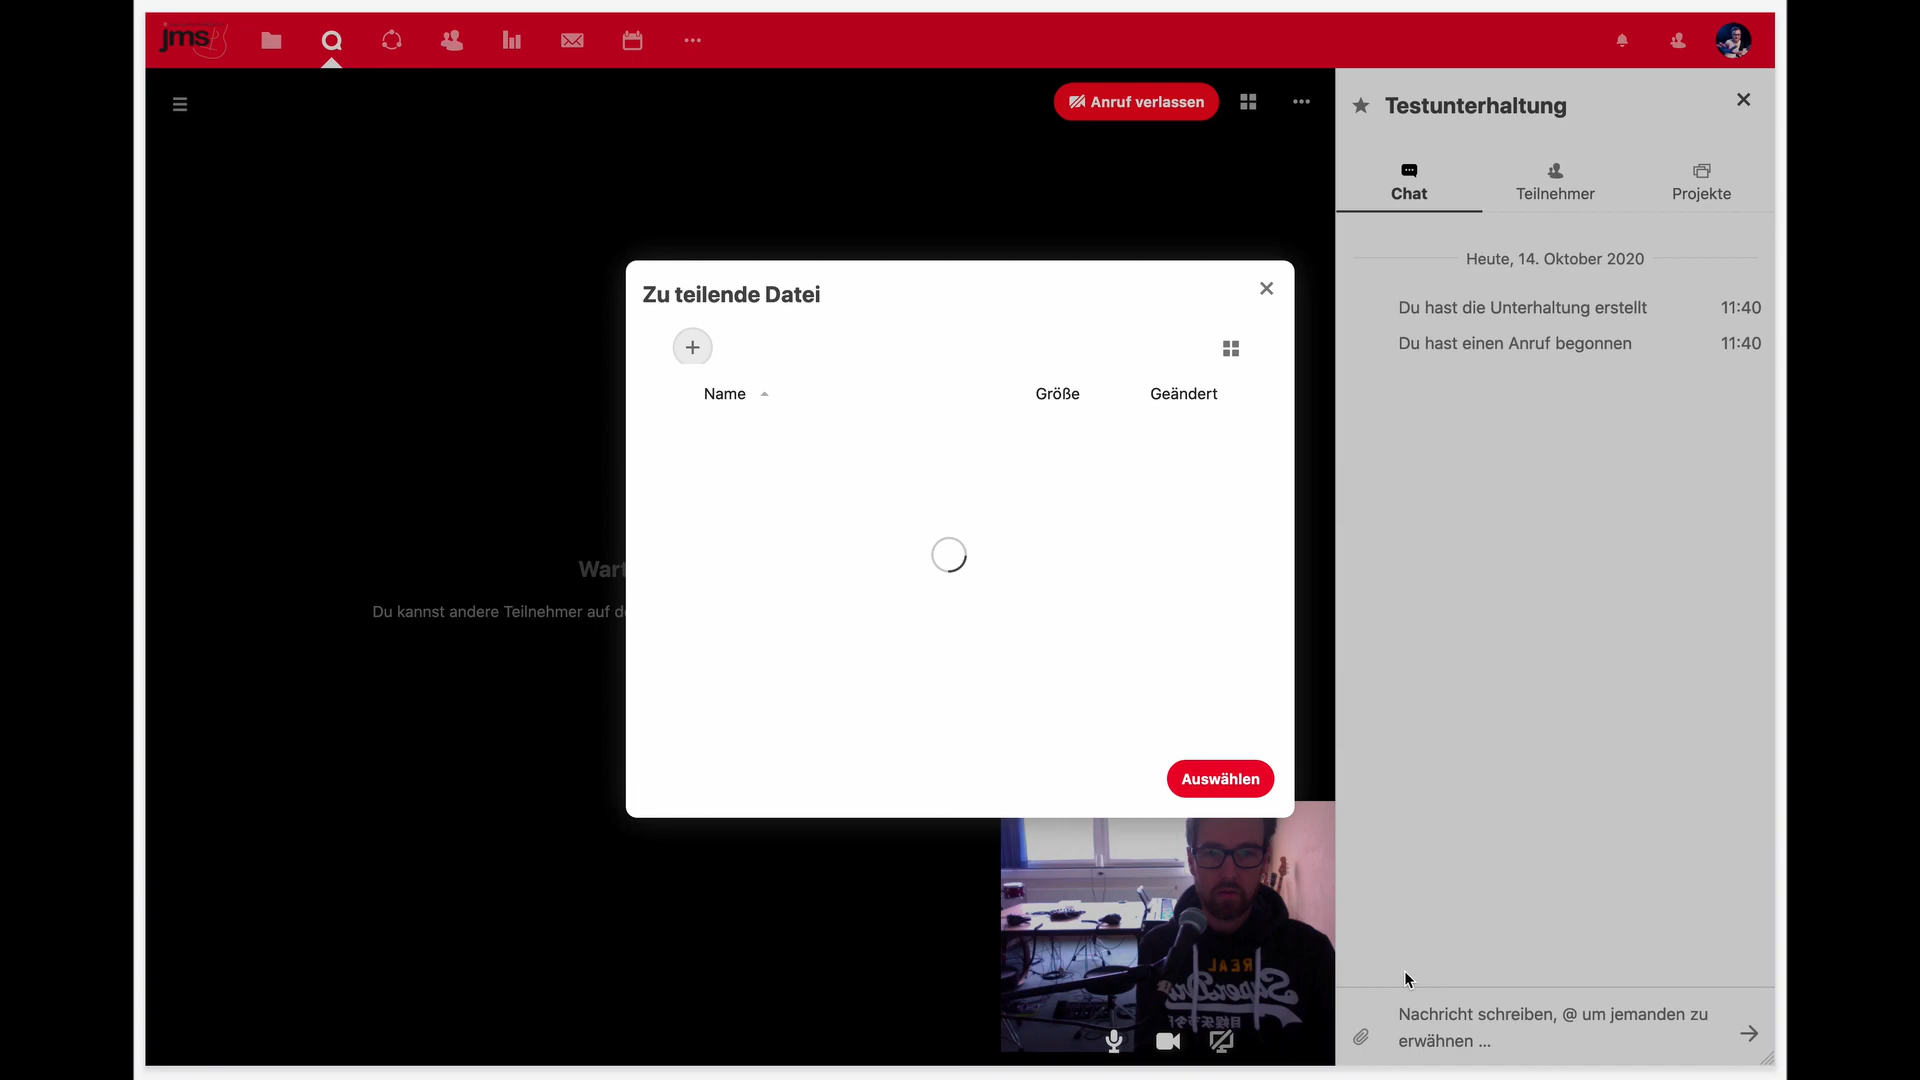 jms
Anruf verlassen
Testunterhaltung
Chat
Teilnehmer
Projekte
Heute, 14. Oktober 2020
Du hast die Unterhaltung erstellt 11:40
Du hast einen Anruf begonnen 11:40
Zu teilende Datei
Name
Größe
Geändert
Wart
Du kannst andere Teilnehmer auf d
Auswählen
REAL
Nachricht schreiben, @ um jemanden zu
erwähnen ...